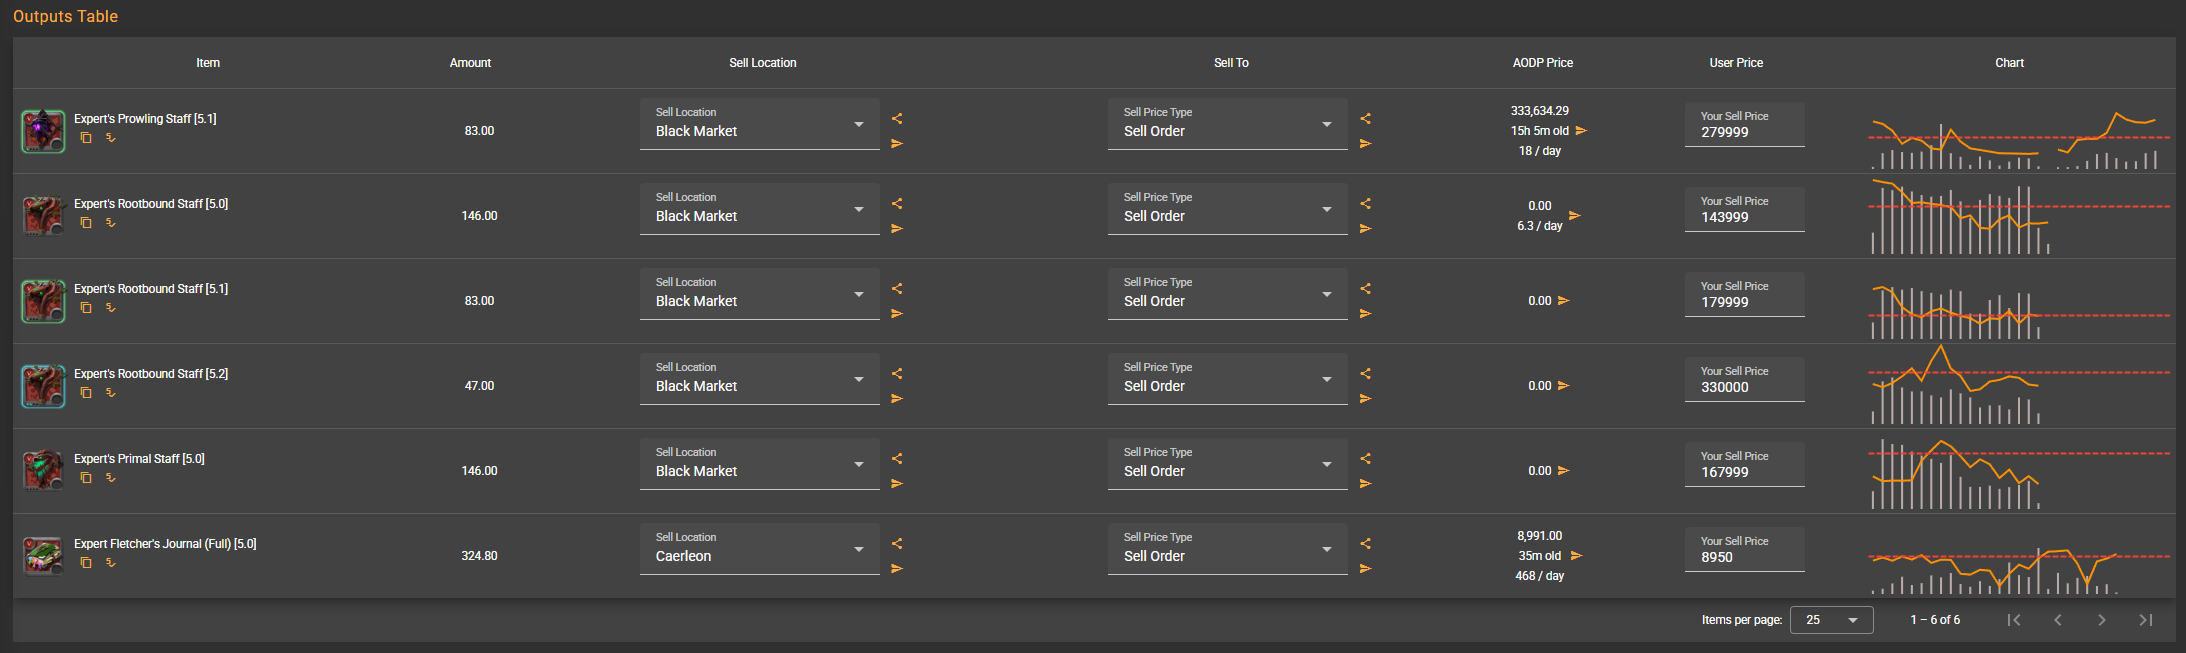 Outputs Table
Item Amount Sell Location Sell To AODP Price User Price Chart
Expert's Prowling Staff [5.1]
83.00
Sell Location
Black Market
Sell Price Type
Sell Order
333,634.29
15h 5m old
18 / day
Your Sell Price
279999
Expert's Rootbound Staff [5.0]
146.00
Sell Location
Black Market
Sell Price Type
Sell Order
0.00
6.3 / day
Your Sell Price
143999
Expert's Rootbound Staff [5.1]
83.00
Sell Location
Black Market
Sell Price Type
Sell Order
0.00
Your Sell Price
179999
Expert's Rootbound Staff [5.2]
47.00
Sell Location
Black Market
Sell Price Type
Sell Order
0.00
Your Sell Price
330000
Expert's Primal Staff [5.0]
146.00
Sell Location
Black Market
Sell Price Type
Sell Order
0.00
Your Sell Price
167999
Expert Fletcher's Journal (Full) [5.0]
324.80
Sell Location
Caerleon
Sell Price Type
Sell Order
8,991.00
35m old
468 / day
Your Sell Price
8950
Items per page: 25 1 – 6 of 6